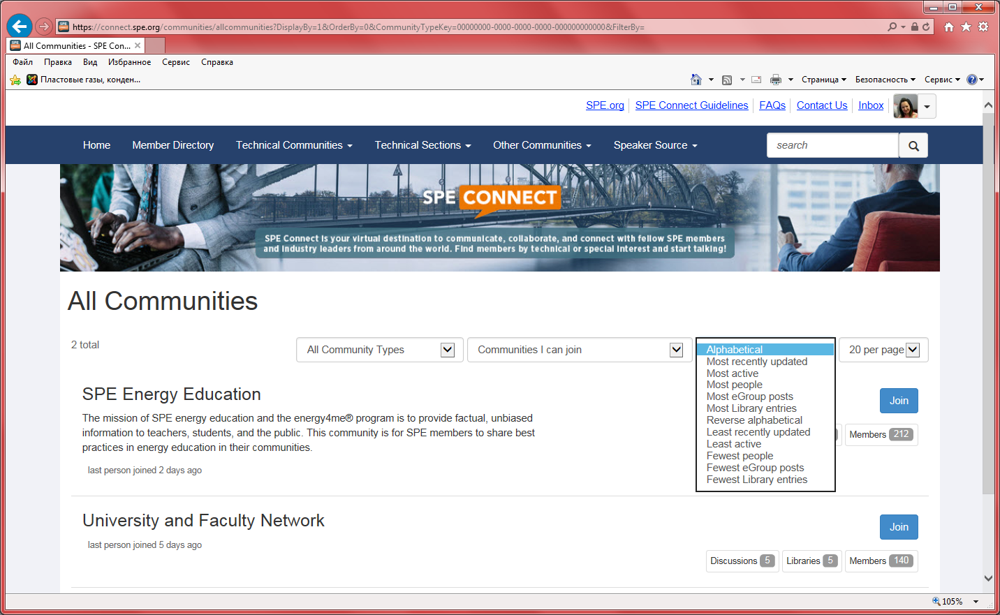 https://connect.spe.org/communities/allcommunities?DisplayBy=1&OrderBy=0&CommunityTypeKey=00000000-0000-0000-0000-000000000000&FilterBy=
All Communities - SPE Con...
Файл Правка Вид Избранное Сервис Справка
Пластовые газы, конден...
Страница Безопасность Сервис
SPE.org SPE Connect Guidelines FAQs Contact Us Inbox
Home Member Directory Technical Communities Technical Sections Other Communities Speaker Source search
SPE CONNECT
SPE Connect is your virtual destination to communicate, collaborate, and connect with fellow SPE members
and industry leaders from around the world. Find members by technical or special interest and start talking!
All Communities
2 total
All Community Types
Communities I can join
20 per page
Alphabetical
Most recently updated
Most active
Most people
Most eGroup posts
Most Library entries
Reverse alphabetical
Least recently updated
Least active
Fewest people
Fewest eGroup posts
Fewest Library entries
SPE Energy Education
Join
The mission of SPE energy education and the energy4me® program is to provide factual, unbiased
information to teachers, students, and the public. This community is for SPE members to share best
practices in energy education in their communities.
Members 212
last person joined 2 days ago
University and Faculty Network
Join
last person joined 5 days ago
Discussions 5 Libraries 5 Members 140
105%